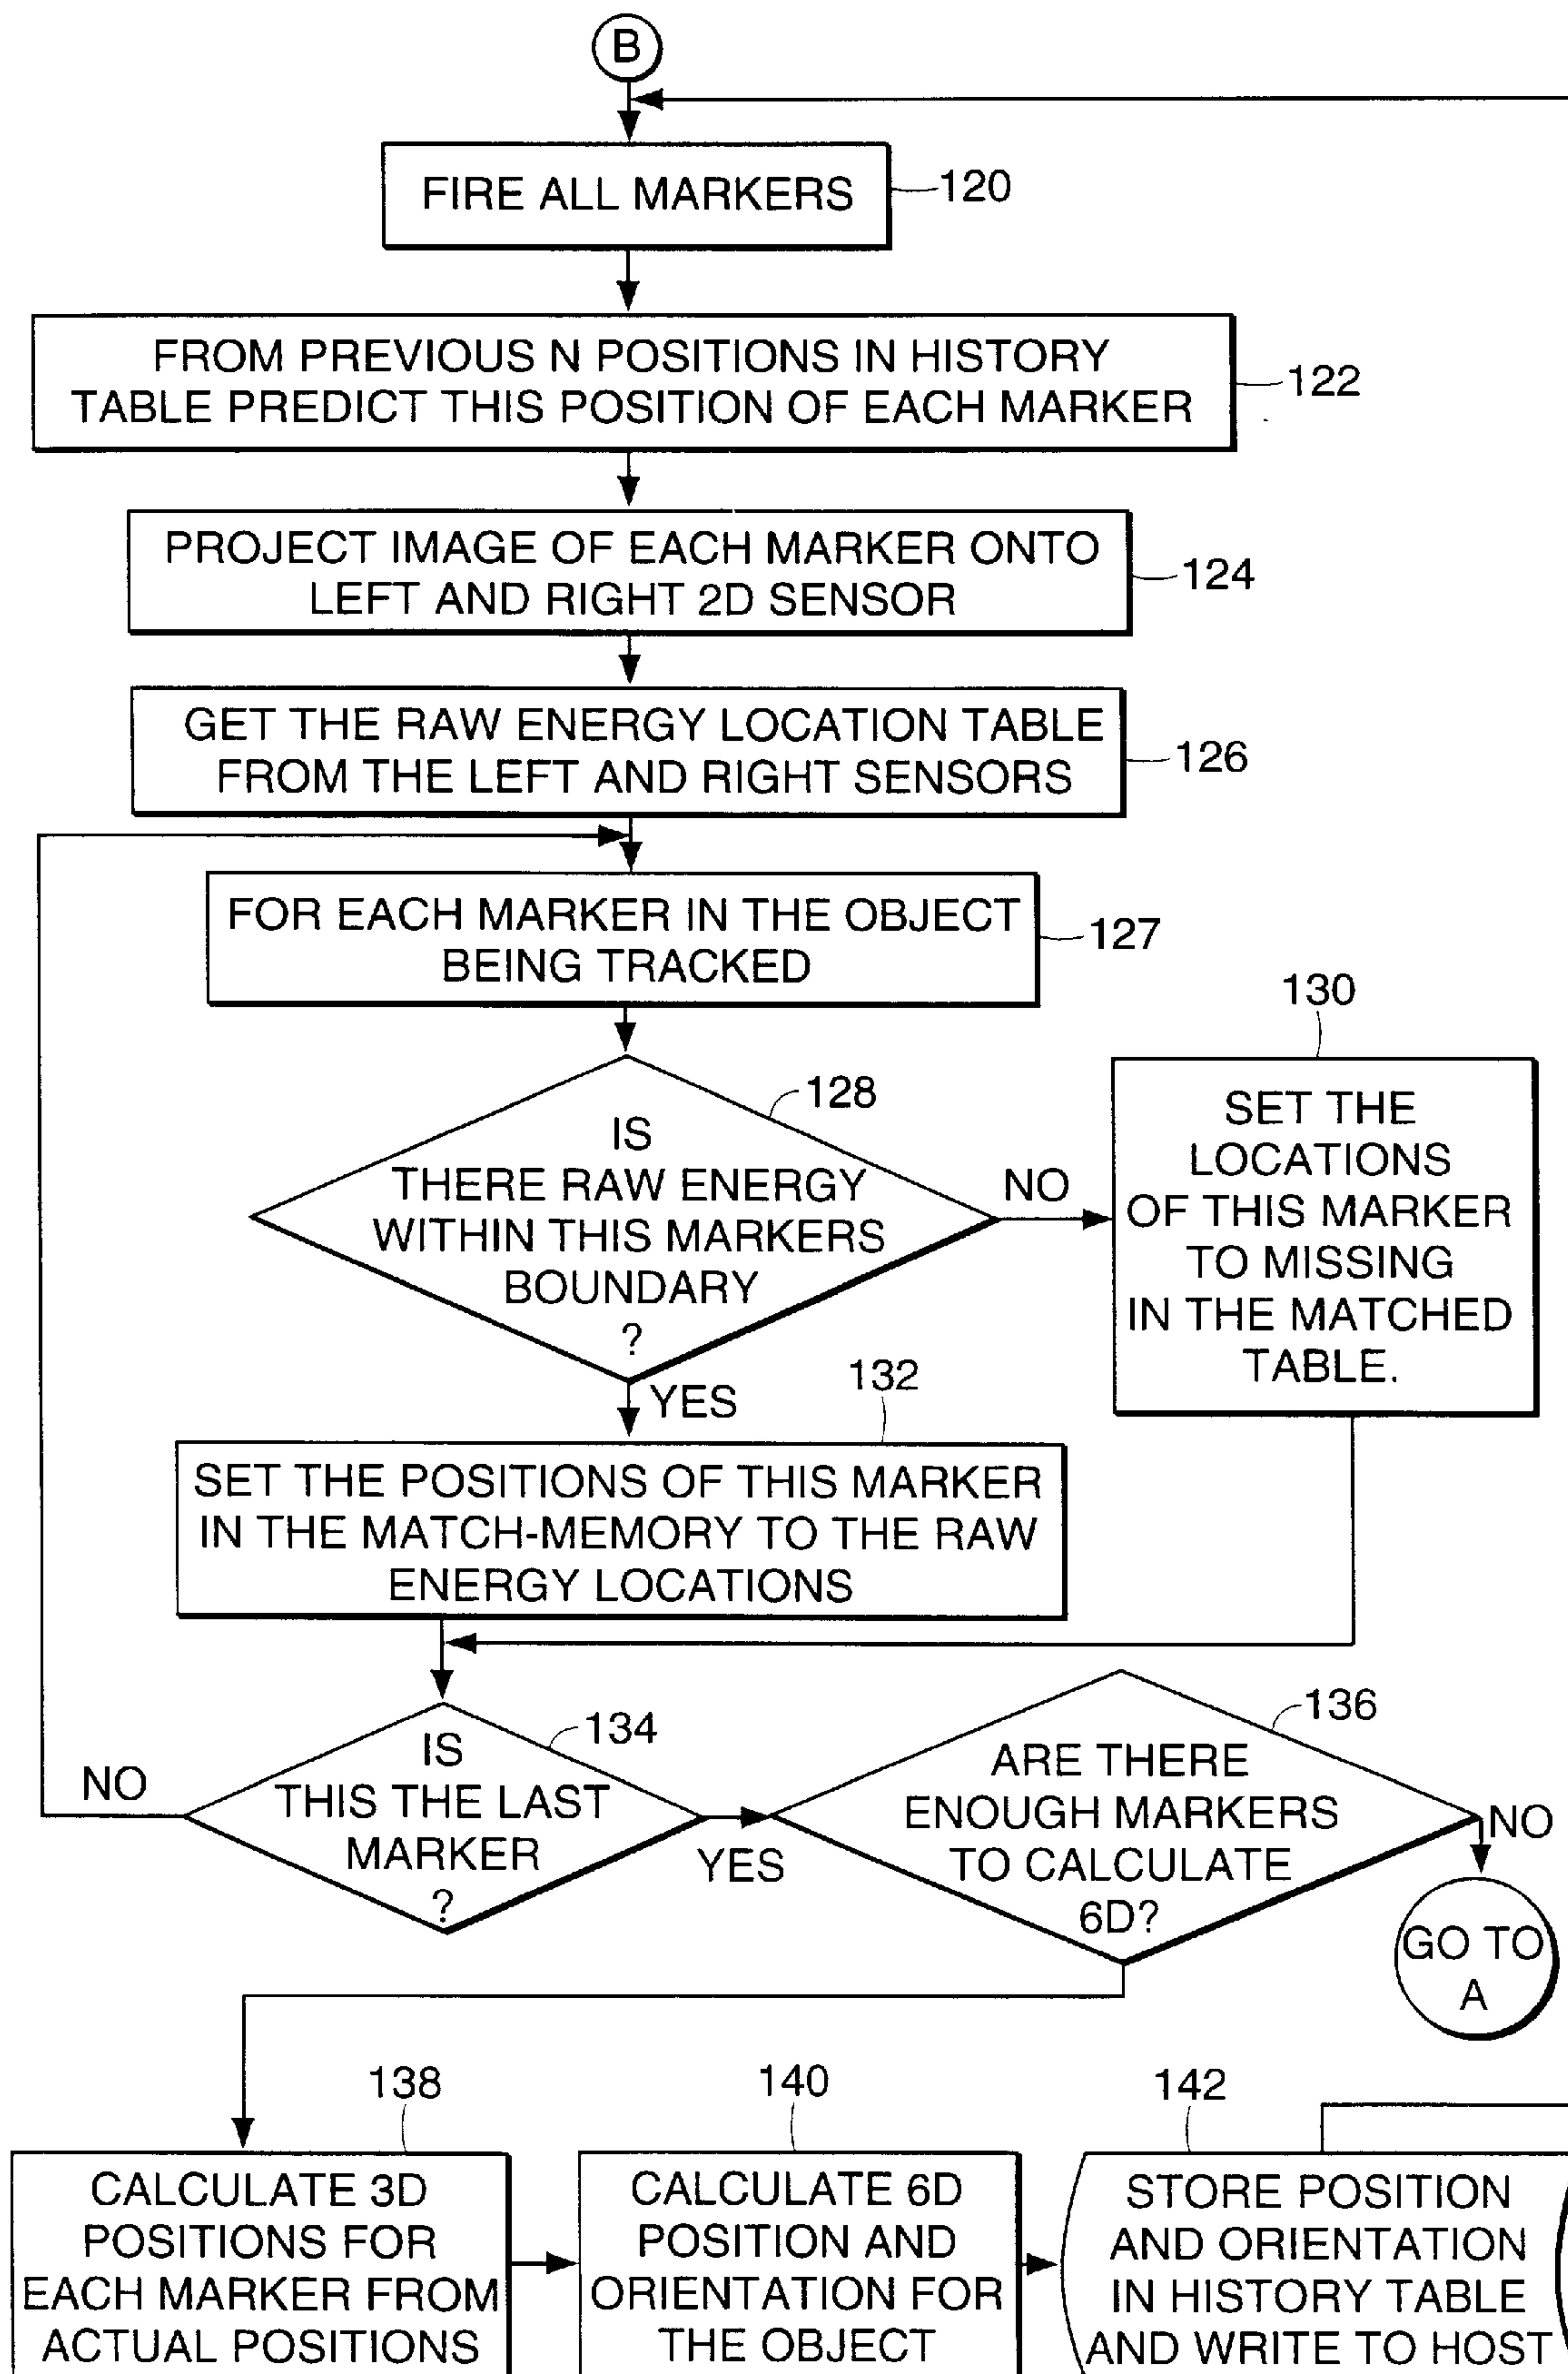 B
FIRE ALL MARKERS
120
FROM PREVIOUS N POSITIONS IN HISTORY
TABLE PREDICT THIS POSITION OF EACH MARKER
122
PROJECT IMAGE OF EACH MARKER ONTO
LEFT AND RIGHT 2D SENSOR
124
GET THE RAW ENERGY LOCATION TABLE
FROM THE LEFT AND RIGHT SENSORS
126
FOR EACH MARKER IN THE OBJECT
BEING TRACKED
127
128
IS
THERE RAW ENERGY
WITHIN THIS MARKERS
BOUNDARY
?
NO
130
SET THE
LOCATIONS
OF THIS MARKER
TO MISSING
IN THE MATCHED
TABLE.
YES
132
SET THE POSITIONS OF THIS MARKER
IN THE MATCH-MEMORY TO THE RAW
ENERGY LOCATIONS
134
IS
THIS THE LAST
MARKER
?
NO
YES
136
ARE THERE
ENOUGH MARKERS
TO CALCULATE
6D?
NO
GO TO
A
138
CALCULATE 3D
POSITIONS FOR
EACH MARKER FROM
ACTUAL POSITIONS
140
CALCULATE 6D
POSITION AND
ORIENTATION FOR
THE OBJECT
142
STORE POSITION
AND ORIENTATION
IN HISTORY TABLE
AND WRITE TO HOST